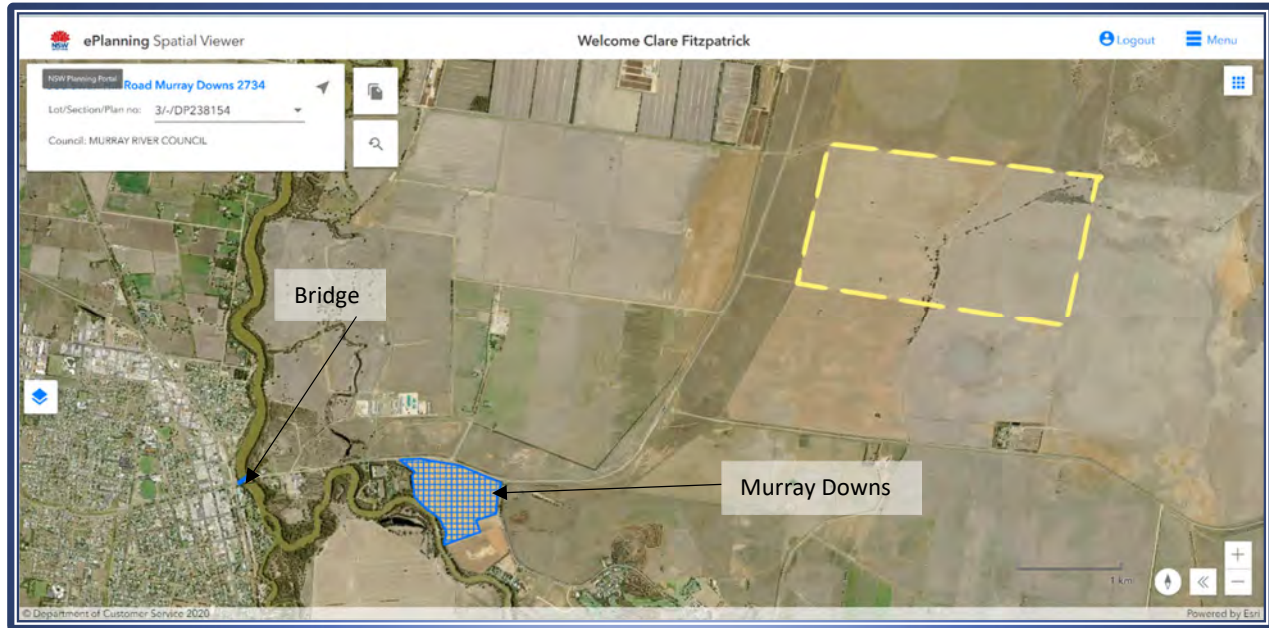 NSW
ePlanning Spatial Viewer
Welcome Clare Fitzpatrick
Logout
Menu
NSW Planning Portal
Road Murray Downs 2734
Lot/Section/Plan no: 3/-/DP238154
Council: MURRAY RIVER COUNCIL
Bridge
Murray Downs
1 km
© Department of Customer Service 2020
Powered by Esri